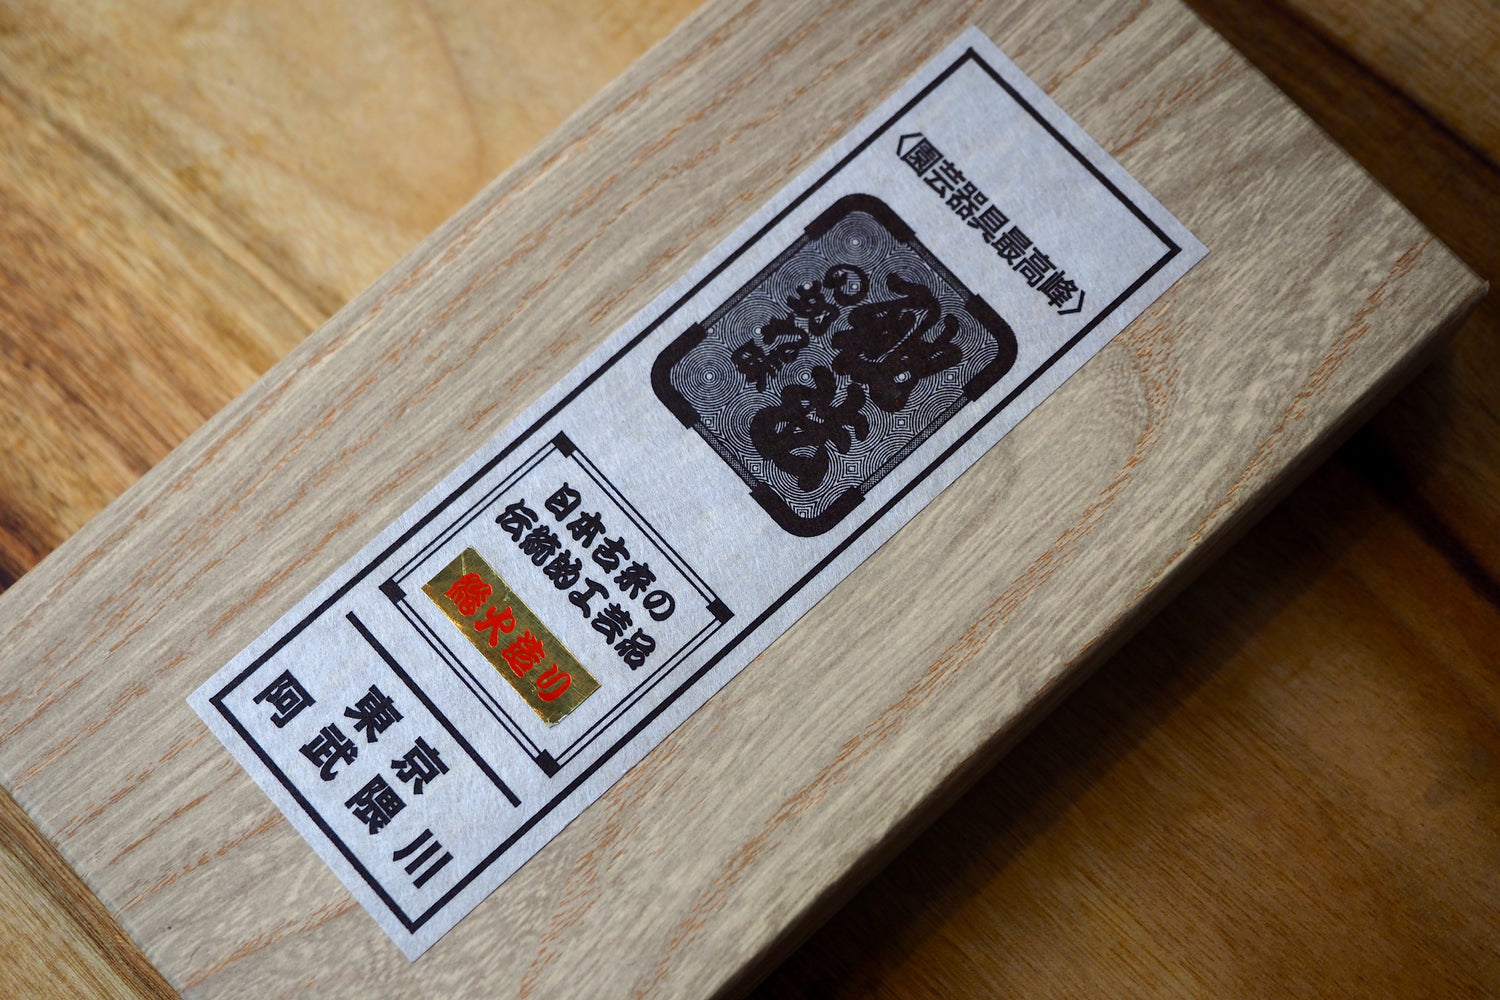 〈園芸器具最高峰〉
日本古来の
伝統的工芸品
総火造り
東京
阿武隈川